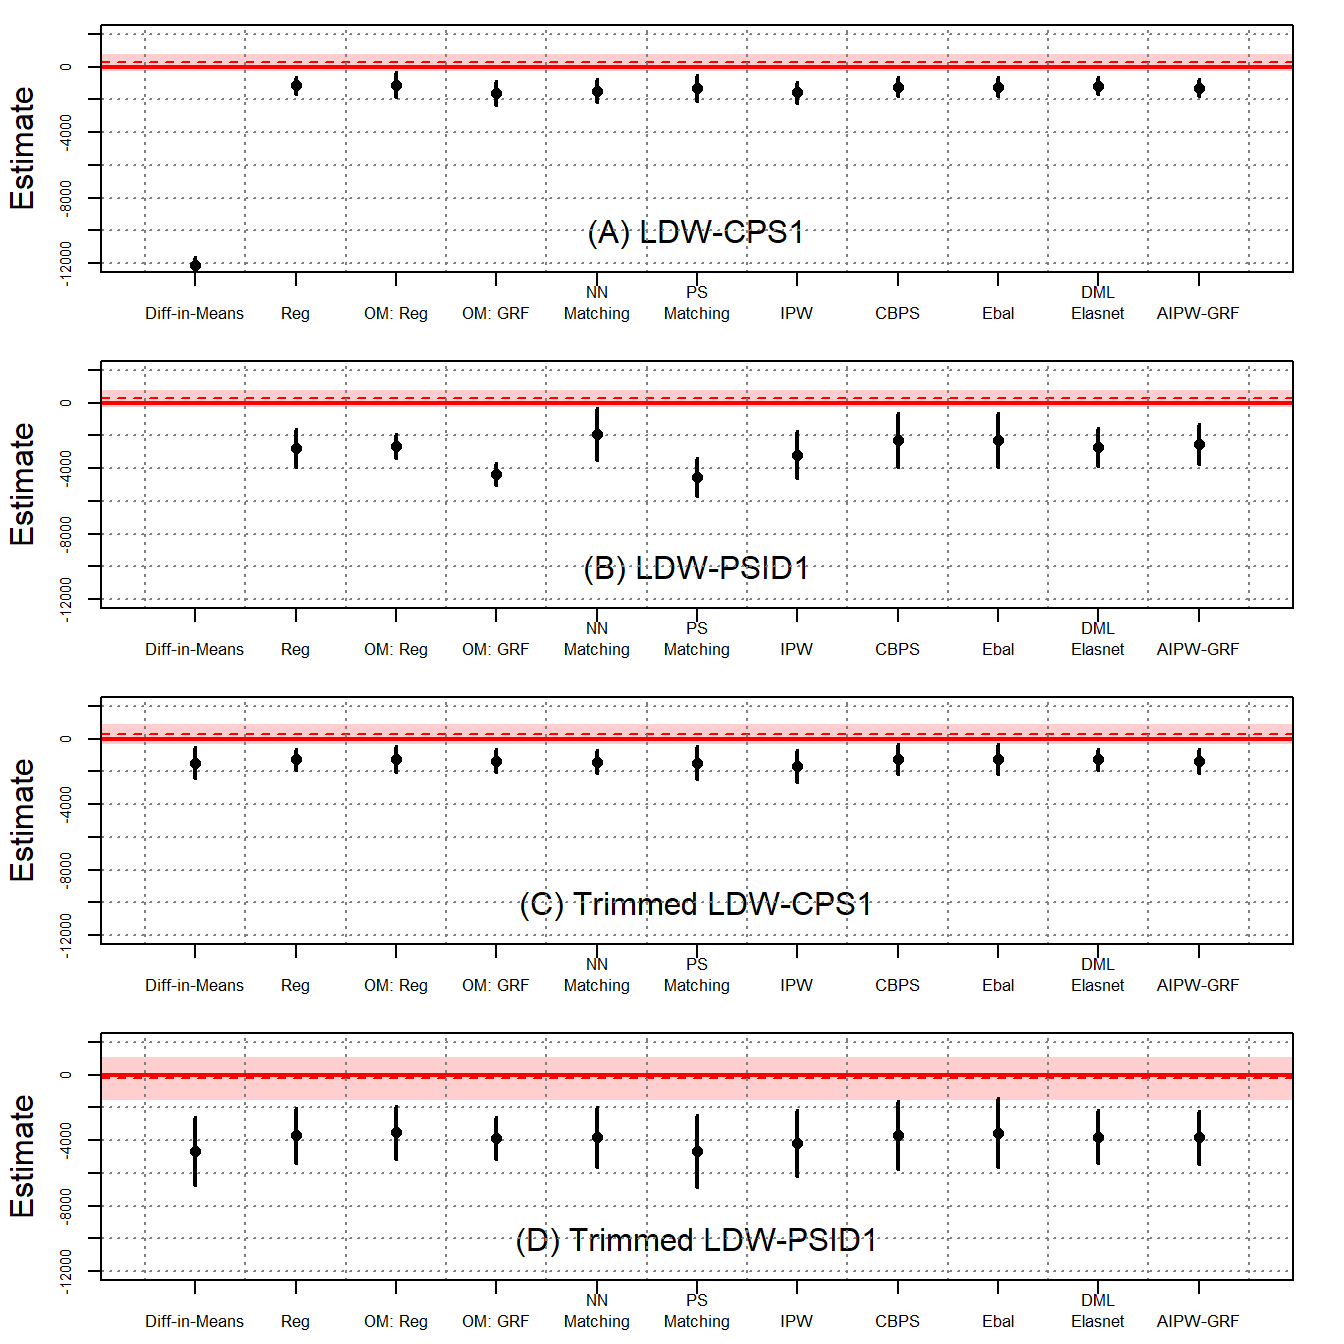 Estimate
0
-4000
-8000
-12000
(A) LDW-CPS1
Diff-in-Means Reg OM: Reg OM: GRF NN Matching PS Matching IPW CBPS Ebal DML Elasnet AIPW-GRF
Estimate
0
-4000
-8000
-12000
(B) LDW-PSID1
Diff-in-Means Reg OM: Reg OM: GRF NN Matching PS Matching IPW CBPS Ebal DML Elasnet AIPW-GRF
Estimate
0
-4000
-8000
-12000
(C) Trimmed LDW-CPS1
Diff-in-Means Reg OM: Reg OM: GRF NN Matching PS Matching IPW CBPS Ebal DML Elasnet AIPW-GRF
Estimate
0
-4000
-8000
-12000
(D) Trimmed LDW-PSID1
Diff-in-Means Reg OM: Reg OM: GRF NN Matching PS Matching IPW CBPS Ebal DML Elasnet AIPW-GRF